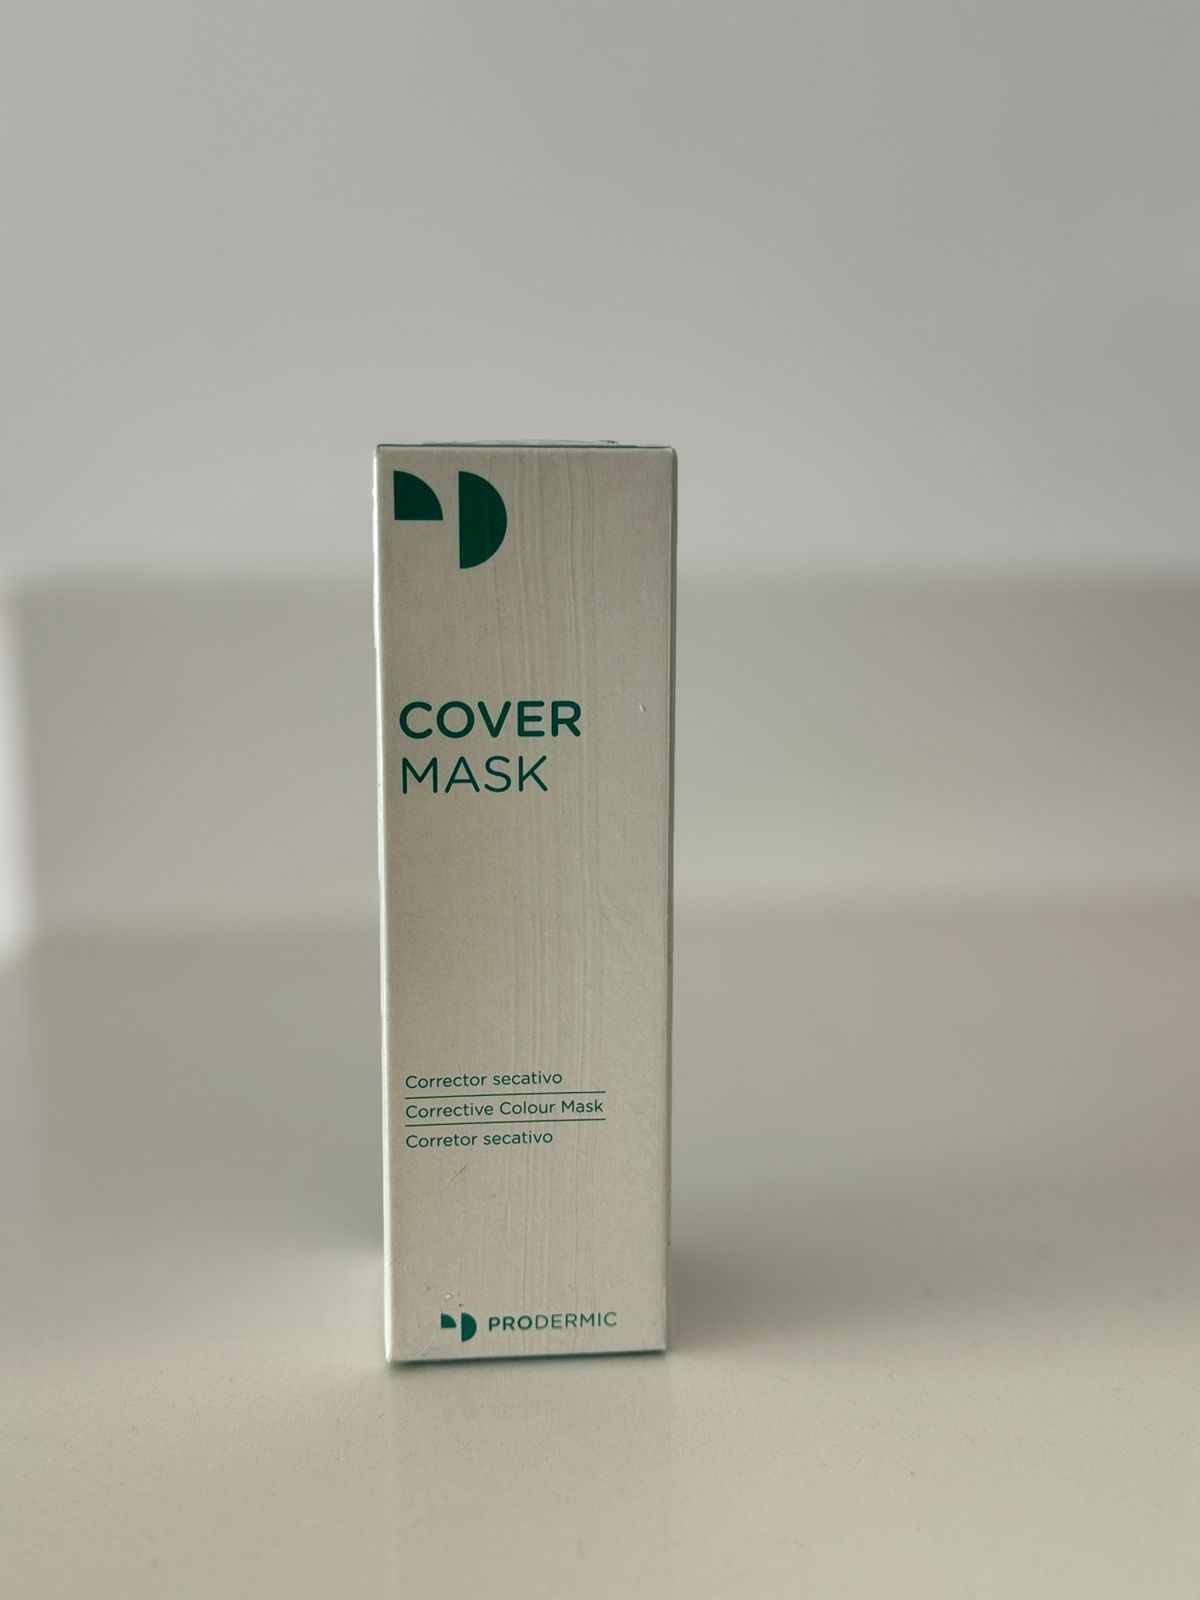 COVER
MASK
Corrector secativo
Corrective Colour Mask
Corretor secativo
PRODERMIC